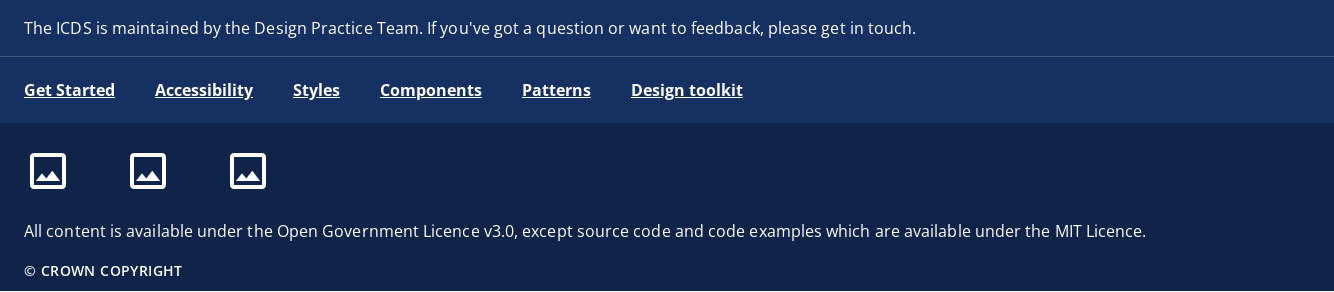 The ICDS is maintained by the Design Practice Team. If you've got a question or want to feedback, please get in touch.
Get Started Accessibility Styles Components Patterns Design toolkit
All content is available under the Open Government Licence v3.0, except source code and code examples which are available under the MIT Licence.
© CROWN COPYRIGHT